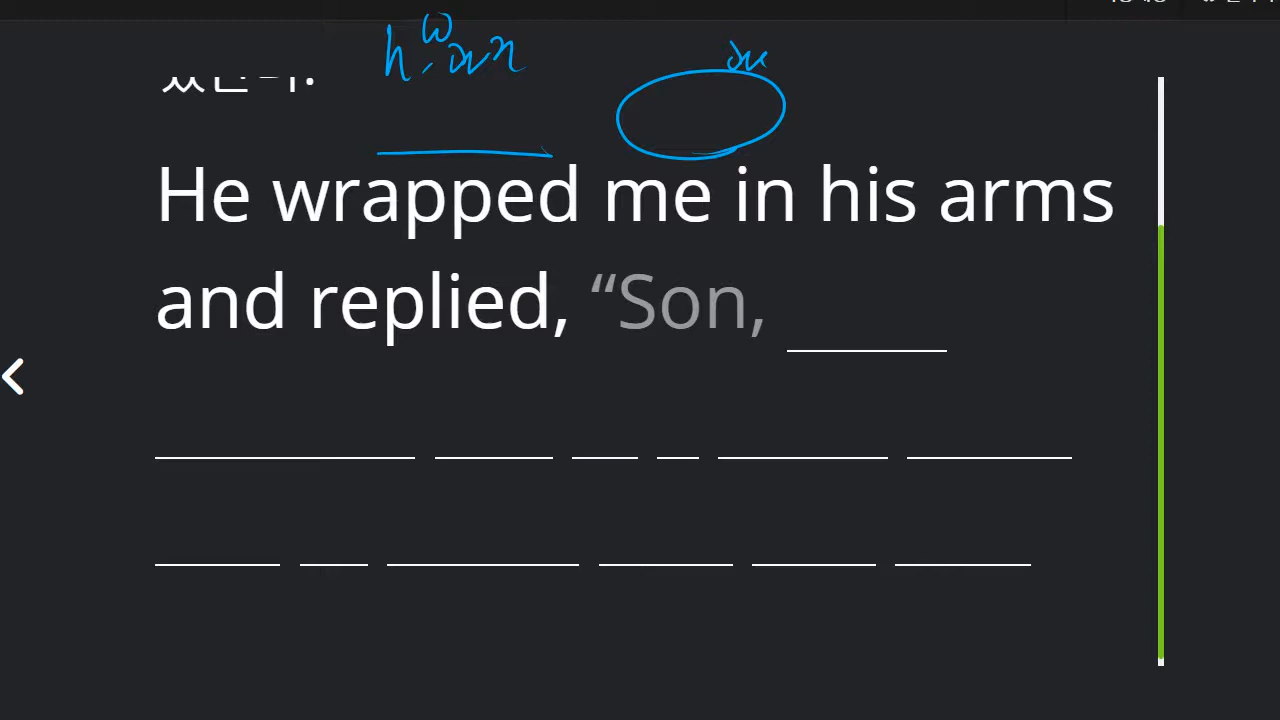 He wrapped me in his arms
and replied, “Son,